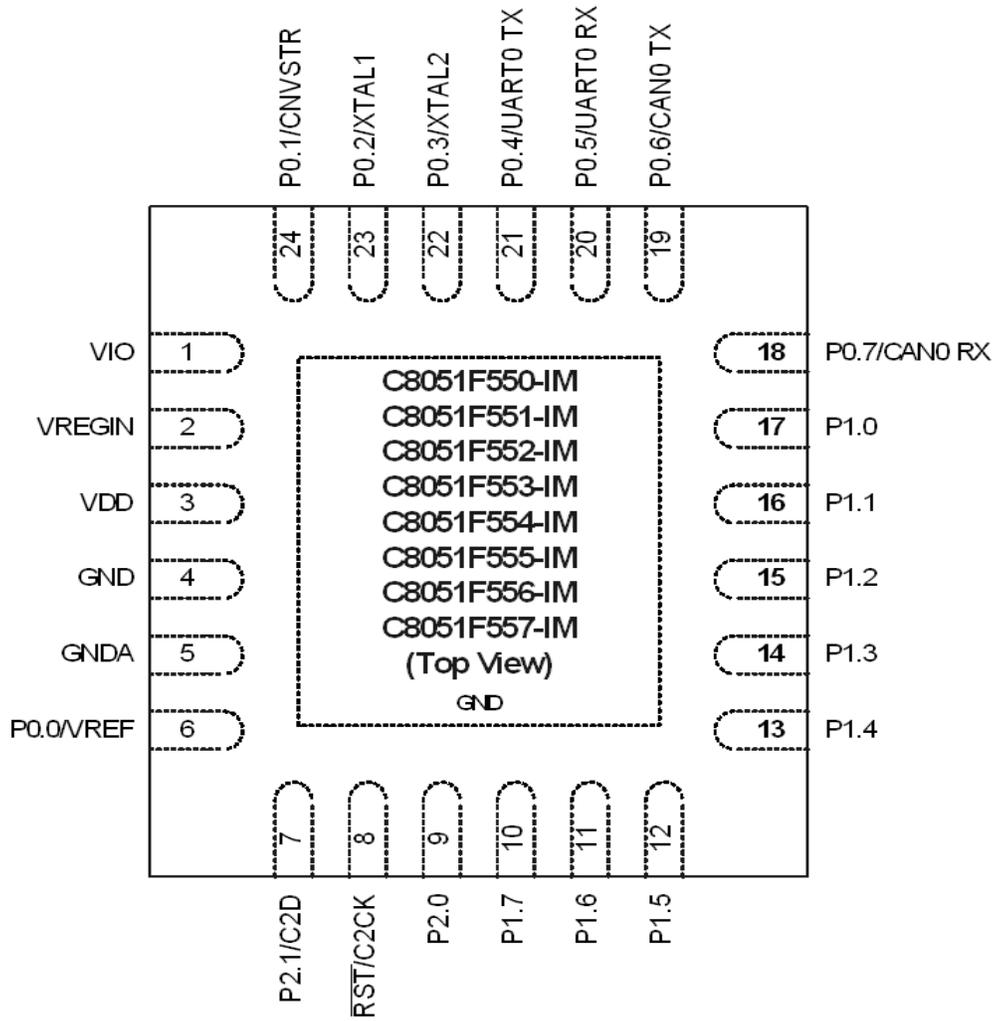 P0.1/CNVSTR
P0.2/XTAL1
P0.3/XTAL2
P0.4/UART0 TX
P0.5/UART0 RX
P0.6/CAN0 TX
24
23
22
21
20
19
VIO 1
VREGIN 2
VDD 3
GND 4
GNDA 5
P0.0/VREF 6
C8051F550-IM
C8051F551-IM
C8051F552-IM
C8051F553-IM
C8051F554-IM
C8051F555-IM
C8051F556-IM
C8051F557-IM
(Top View)
GND
18 P0.7/CAN0 RX
17 P1.0
16 P1.1
15 P1.2
14 P1.3
13 P1.4
7
8
9
10
11
12
P2.1/C2D
RST/C2CK
P2.0
P1.7
P1.6
P1.5